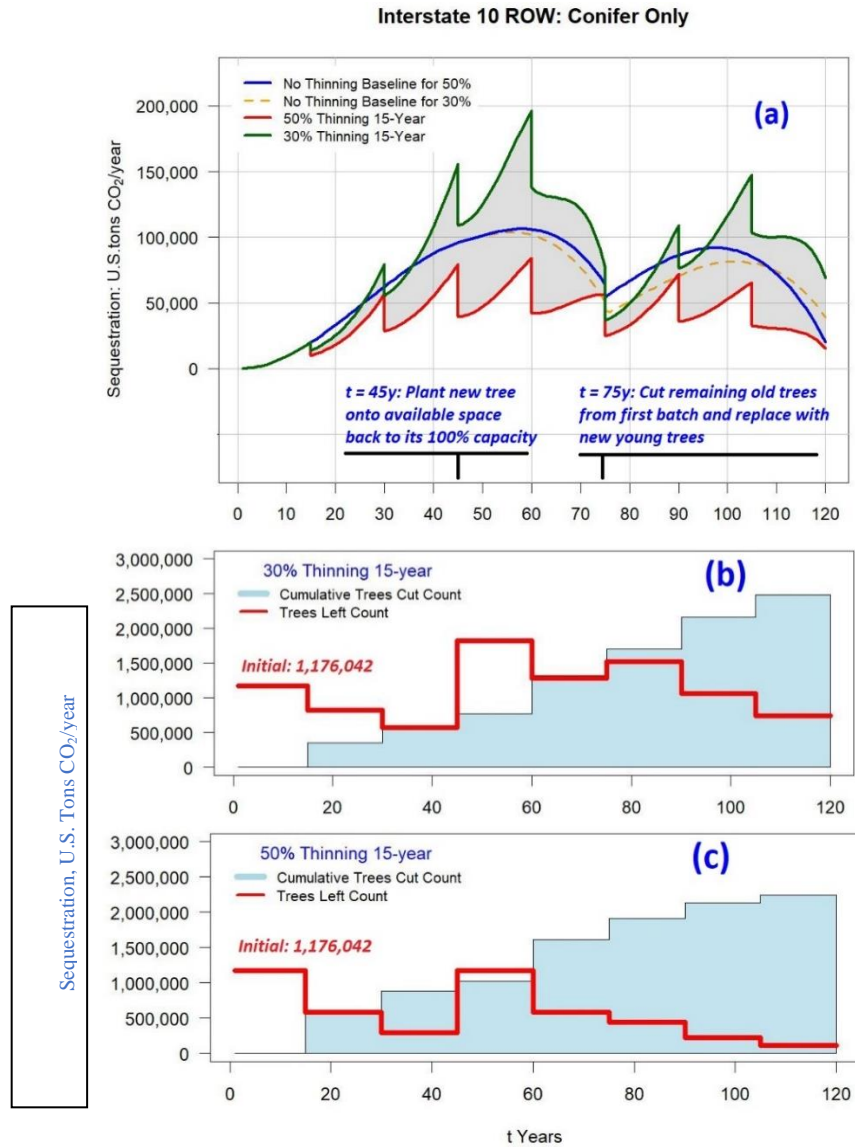 Interstate 10 ROW: Conifer Only
Sequestration: U.S.tons CO₂/year
200,000
150,000
100,000
50,000
0
No Thinning Baseline for 50%
No Thinning Baseline for 30%
50% Thinning 15-Year
30% Thinning 15-Year
(a)
t = 45y: Plant new tree
onto available space
back to its 100% capacity
t = 75y: Cut remaining old trees
from first batch and replace with
new young trees
0 10 20 30 40 50 60 70 80 90 100 110 120
Sequestration, U.S. Tons CO₂/year
3,000,000
2,500,000
2,000,000
1,500,000
1,000,000
500,000
0
30% Thinning 15-year
Cumulative Trees Cut Count
Trees Left Count
(b)
Initial: 1,176,042
0 20 40 60 80 100 120
3,000,000
2,500,000
2,000,000
1,500,000
1,000,000
500,000
0
50% Thinning 15-year
Cumulative Trees Cut Count
Trees Left Count
(c)
Initial: 1,176,042
0 20 40 60 80 100 120
t Years